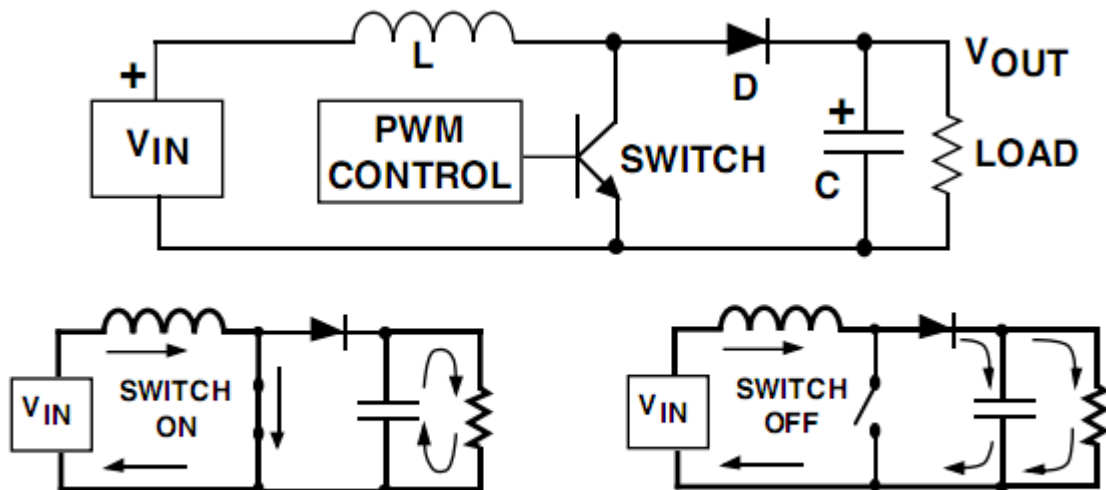 L
+
VIN
PWM
CONTROL
SWITCH
D
+
C
VOUT
LOAD
VIN
SWITCH
ON
VIN
SWITCH
OFF